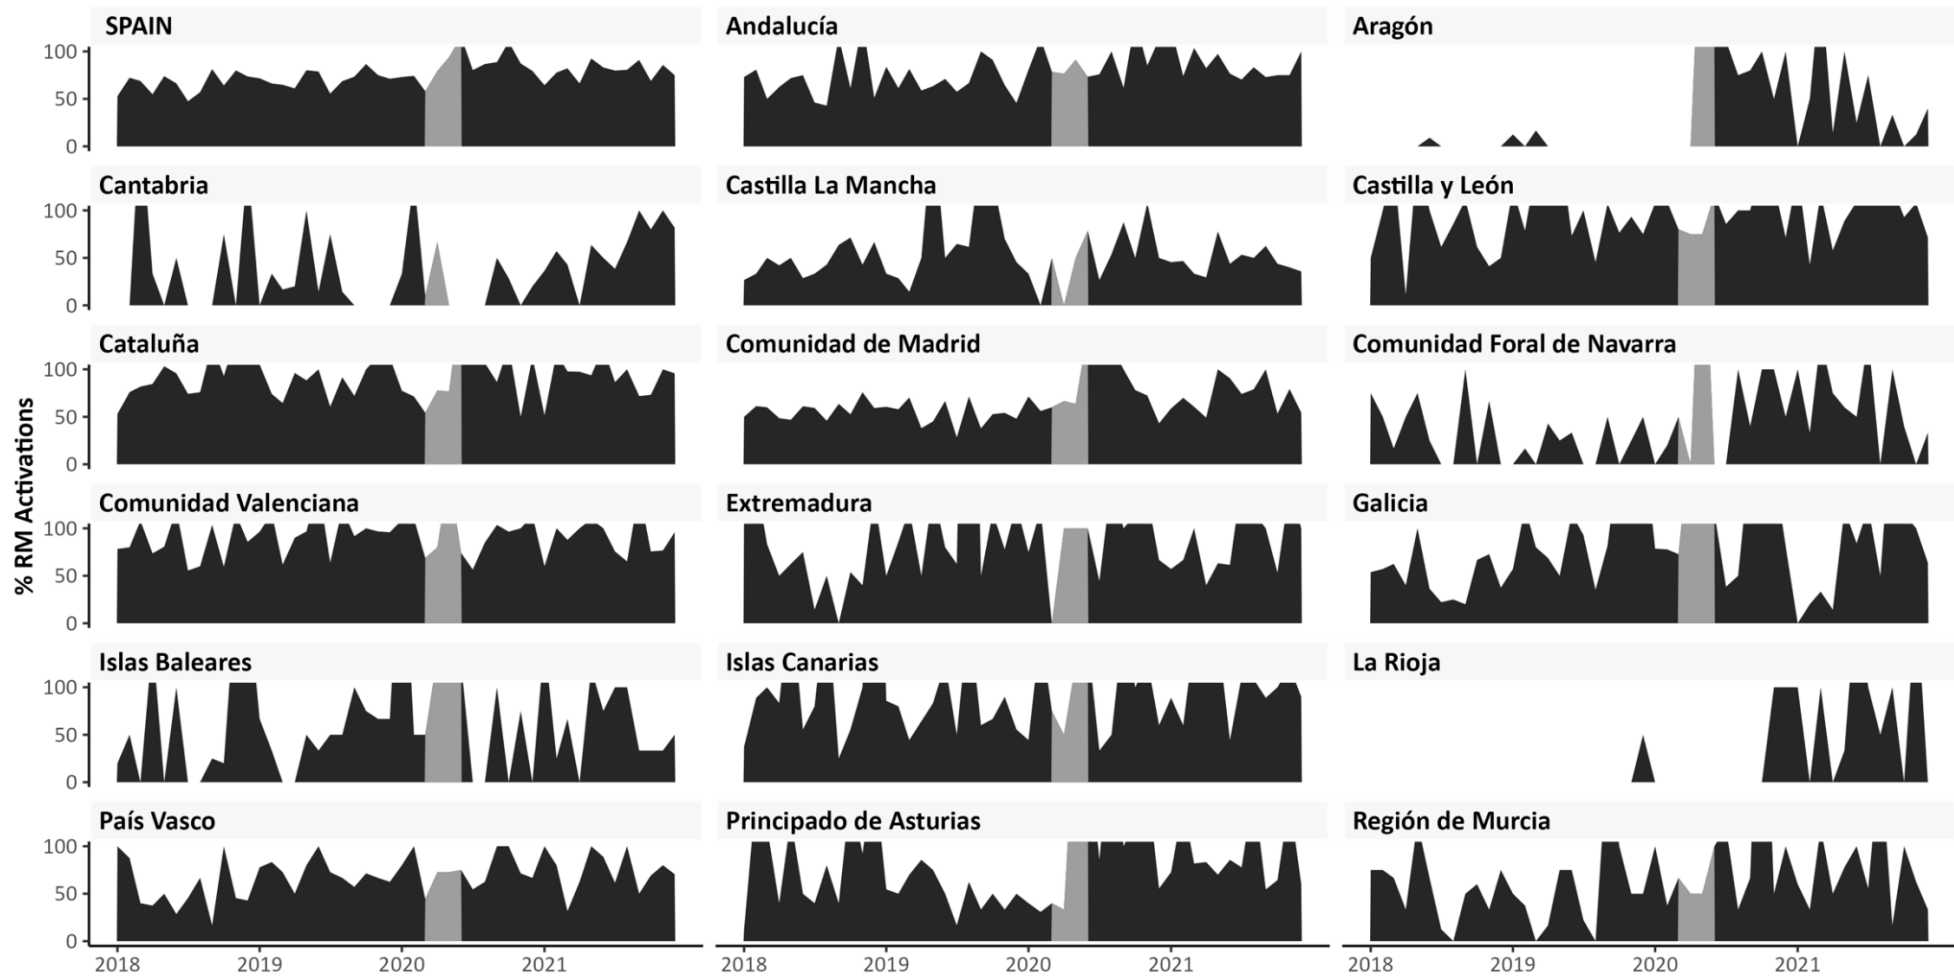 SPAIN
Andalucía
Aragón
100
50
0
Cantabria
Castilla La Mancha
Castilla y León
100
50
0
Cataluña
Comunidad de Madrid
Comunidad Foral de Navarra
100
50
0
% RM Activations
Comunidad Valenciana
Extremadura
Galicia
100
50
0
Islas Baleares
Islas Canarias
La Rioja
100
50
0
País Vasco
Principado de Asturias
Región de Murcia
100
50
0
2018 2019 2020 2021 2018 2019 2020 2021 2018 2019 2020 2021